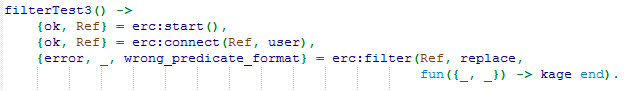 filterTest3() ->
{ok, Ref} = erc:start(),
{ok, Ref} = erc:connect(Ref, user),
{error, _, wrong_predicate_format} = erc:filter(Ref, replace,
fun({_, _}) -> kage end).